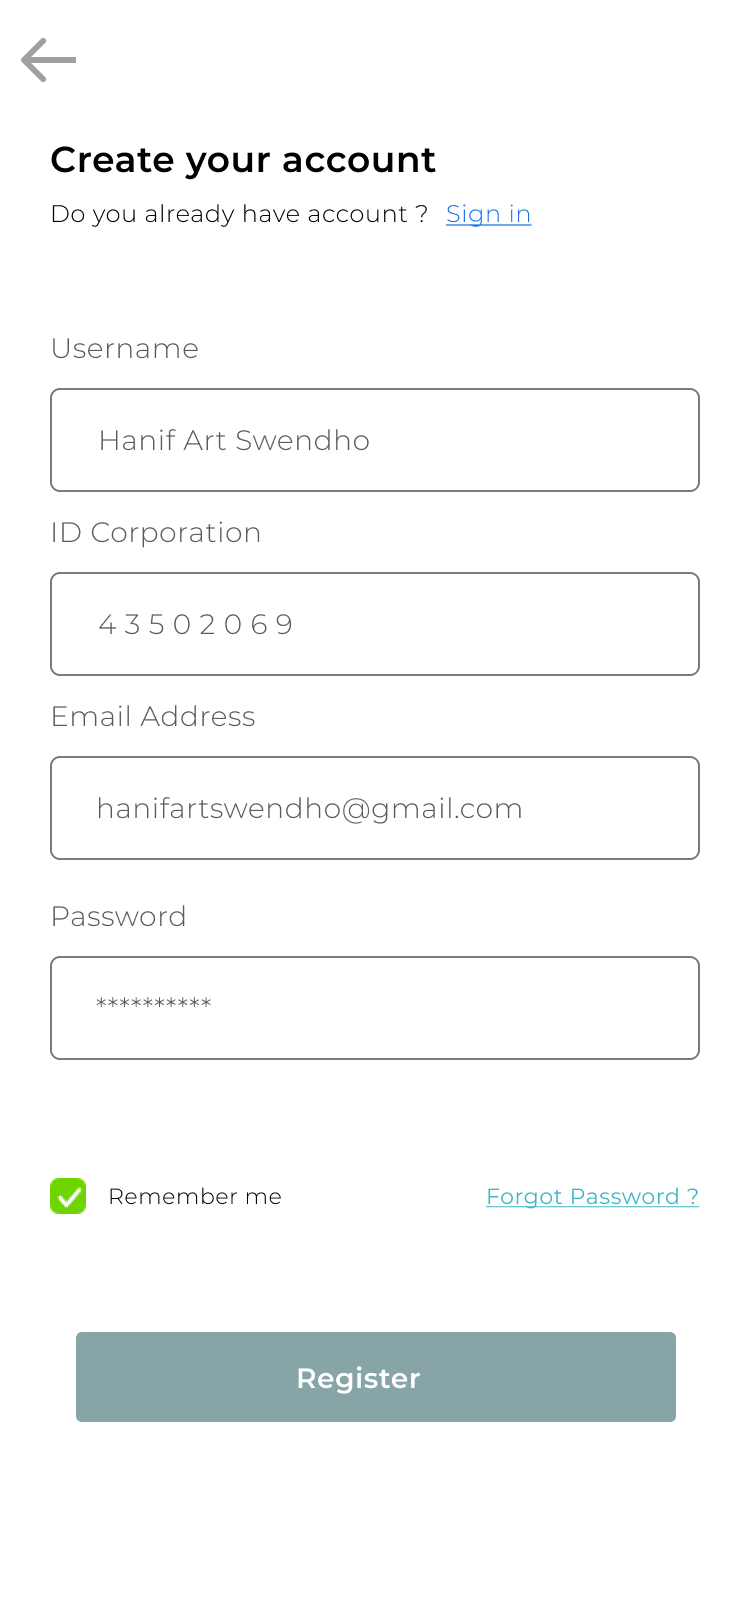 Create your account
Do you already have account ? Sign in
Username
Hanif Art Swendho
ID Corporation
4 3 5 0 2 0 6 9
Email Address
hanifartswendho@gmail.com
Password
**********
Remember me
Forgot Password ?
Register